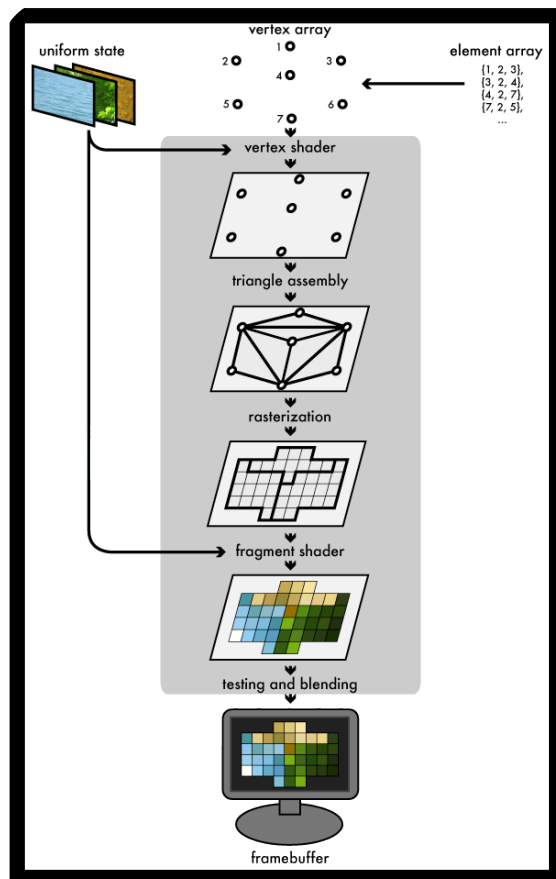 vertex array
uniform state
element array
1
2
3
4
5
6
7
{1, 2, 3},
{3, 2, 4},
{4, 2, 7},
{7, 2, 5},
...
vertex shader
triangle assembly
rasterization
fragment shader
testing and blending
framebuffer